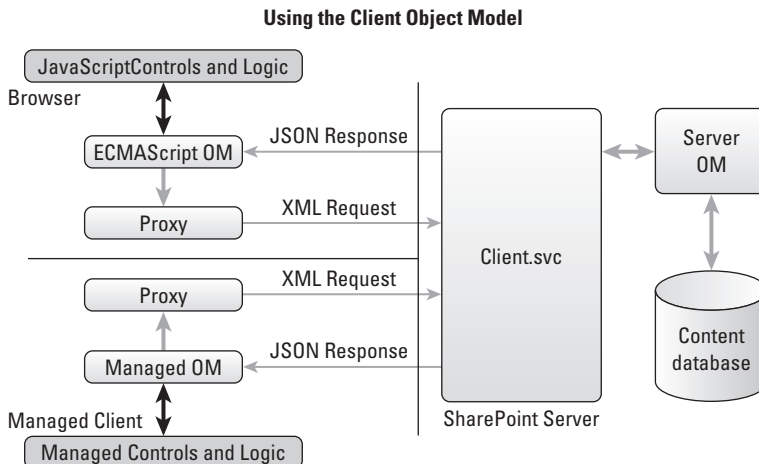 Using the Client Object Model
JavaScriptControls and Logic
Browser
ECMAScript OM
JSON Response
Proxy
XML Request
Client.svc
Server
OM
Proxy
XML Request
Managed OM
JSON Response
Content
database
Managed Client
SharePoint Server
Managed Controls and Logic